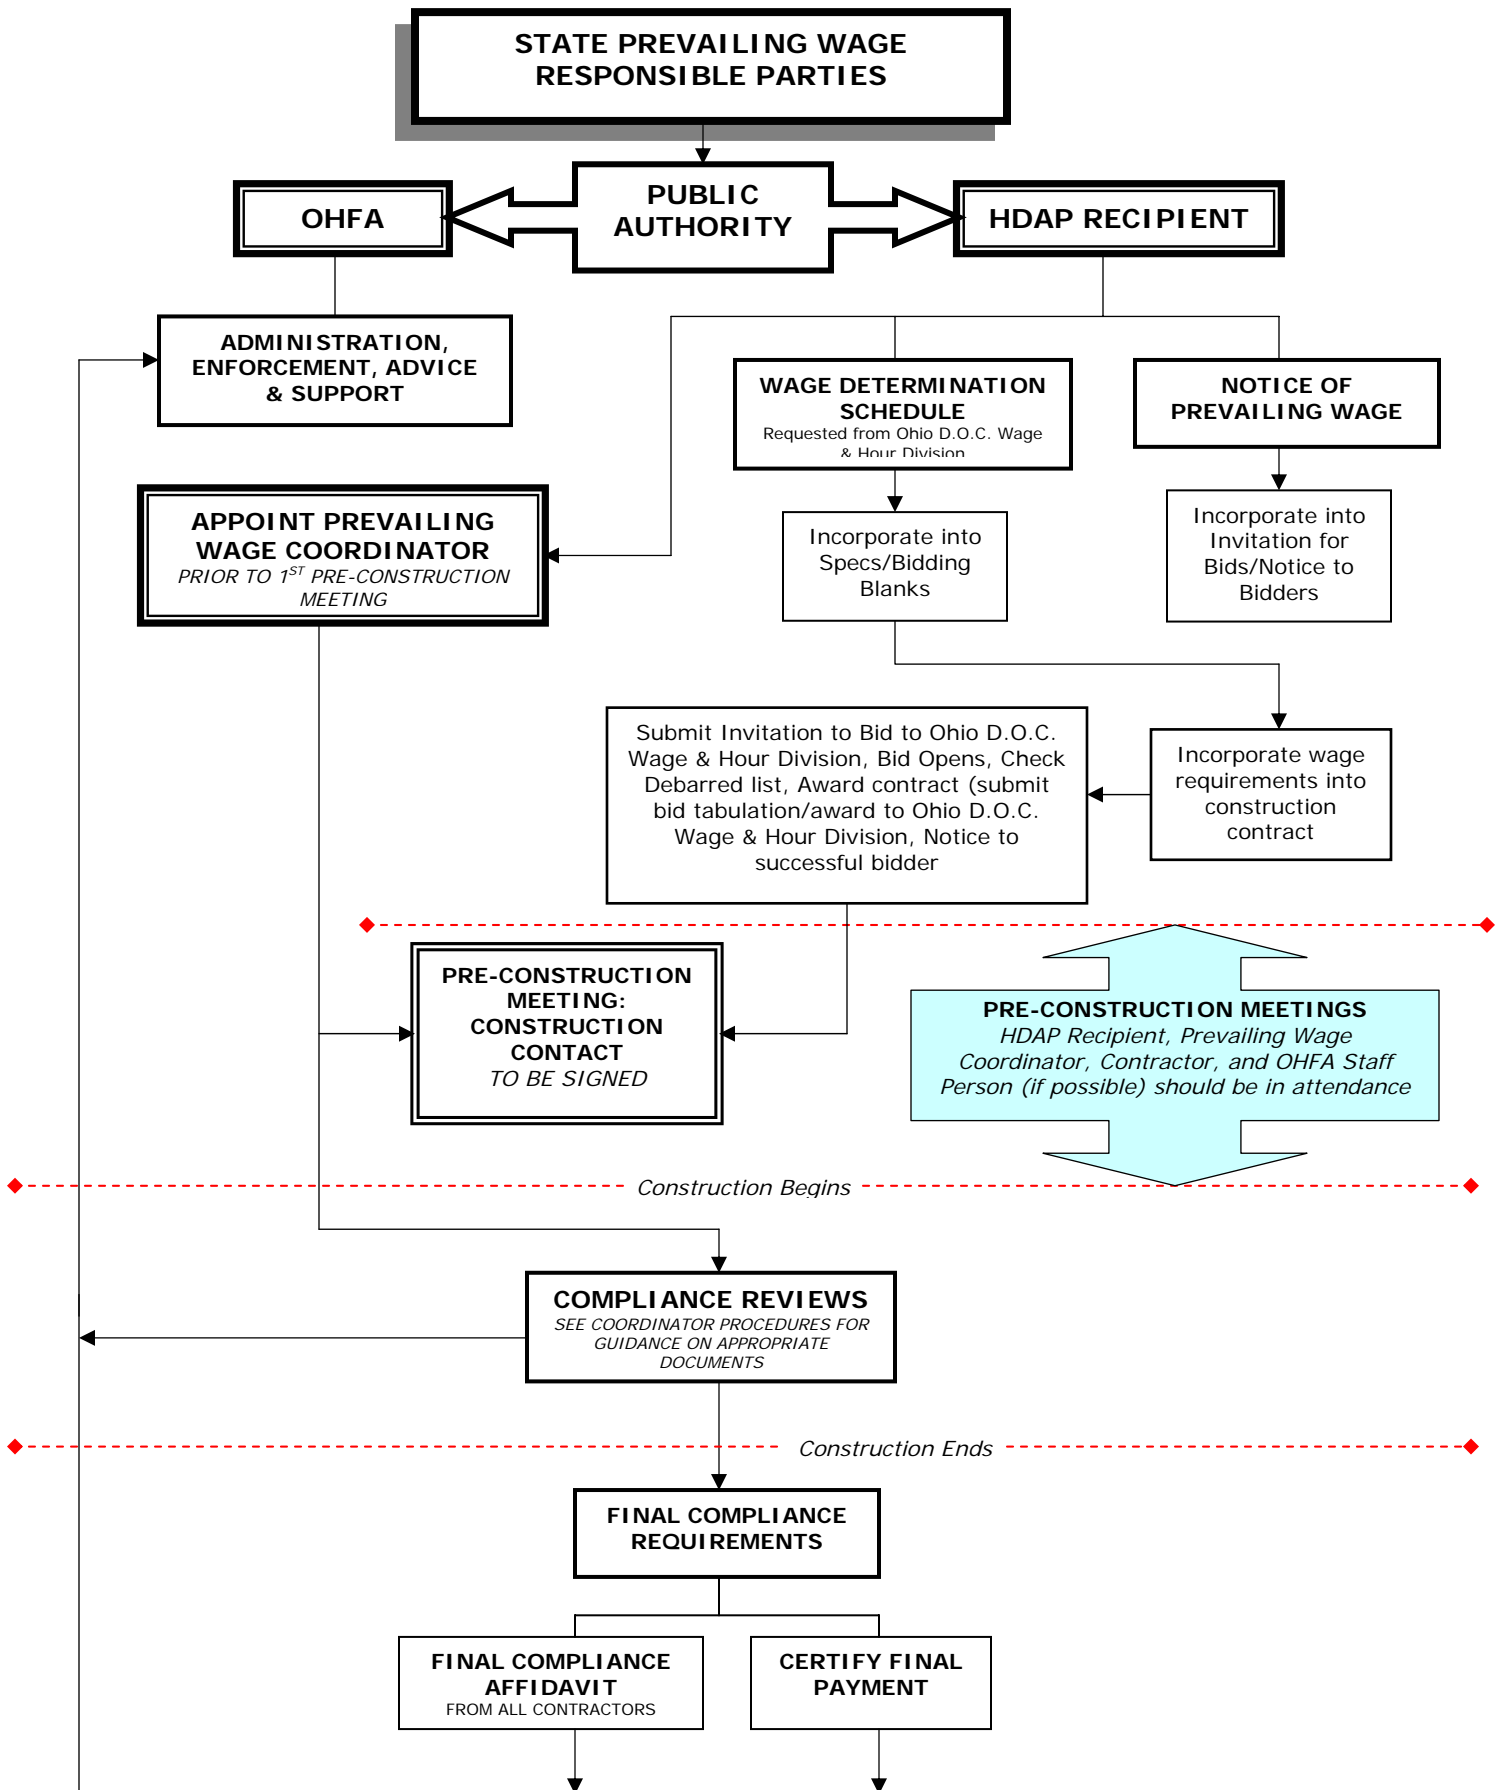 STATE PREVAILING WAGE
RESPONSIBLE PARTIES
OHFA
PUBLIC
AUTHORITY
HDAP RECIPIENT
ADMINISTRATION,
ENFORCEMENT, ADVICE
& SUPPORT
WAGE DETERMINATION
SCHEDULE
Requested from Ohio D.O.C. Wage
& Hour Division
NOTICE OF
PREVAILING WAGE
APPOINT PREVAILING
WAGE COORDINATOR
PRIOR TO 1ST PRE-CONSTRUCTION
MEETING
Incorporate into
Specs/Bidding
Blanks
Incorporate into
Invitation for
Bids/Notice to
Bidders
Submit Invitation to Bid to Ohio D.O.C.
Wage & Hour Division, Bid Opens, Check
Debarred list, Award contract (submit
bid tabulation/award to Ohio D.O.C.
Wage & Hour Division, Notice to
successful bidder
Incorporate wage
requirements into
construction
contract
PRE-CONSTRUCTION
MEETING:
CONSTRUCTION
CONTACT
TO BE SIGNED
PRE-CONSTRUCTION MEETINGS
HDAP Recipient, Prevailing Wage
Coordinator, Contractor, and OHFA Staff
Person (if possible) should be in attendance
Construction Begins
COMPLIANCE REVIEWS
SEE COORDINATOR PROCEDURES FOR
GUIDANCE ON APPROPRIATE
DOCUMENTS
Construction Ends
FINAL COMPLIANCE
REQUIREMENTS
FINAL COMPLIANCE
AFFIDAVIT
FROM ALL CONTRACTORS
CERTIFY FINAL
PAYMENT